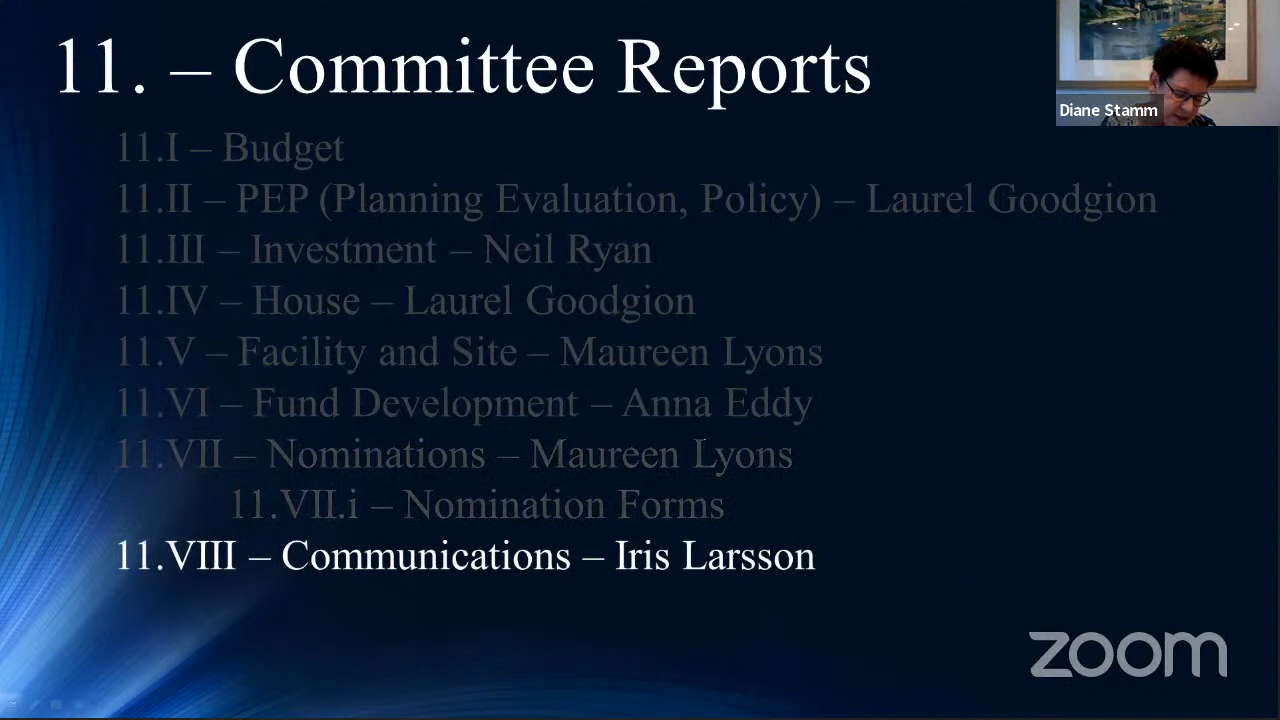 11. – Committee Reports
Diane Stamm
11.I – Budget
11.II – PEP (Planning Evaluation, Policy) – Laurel Goodgion
11.III – Investment – Neil Ryan
11.IV – House – Laurel Goodgion
11.V – Facility and Site – Maureen Lyons
11.VI – Fund Development – Anna Eddy
11.VII – Nominations – Maureen Lyons
11.VII.i – Nomination Forms
11.VIII – Communications – Iris Larsson
zoom